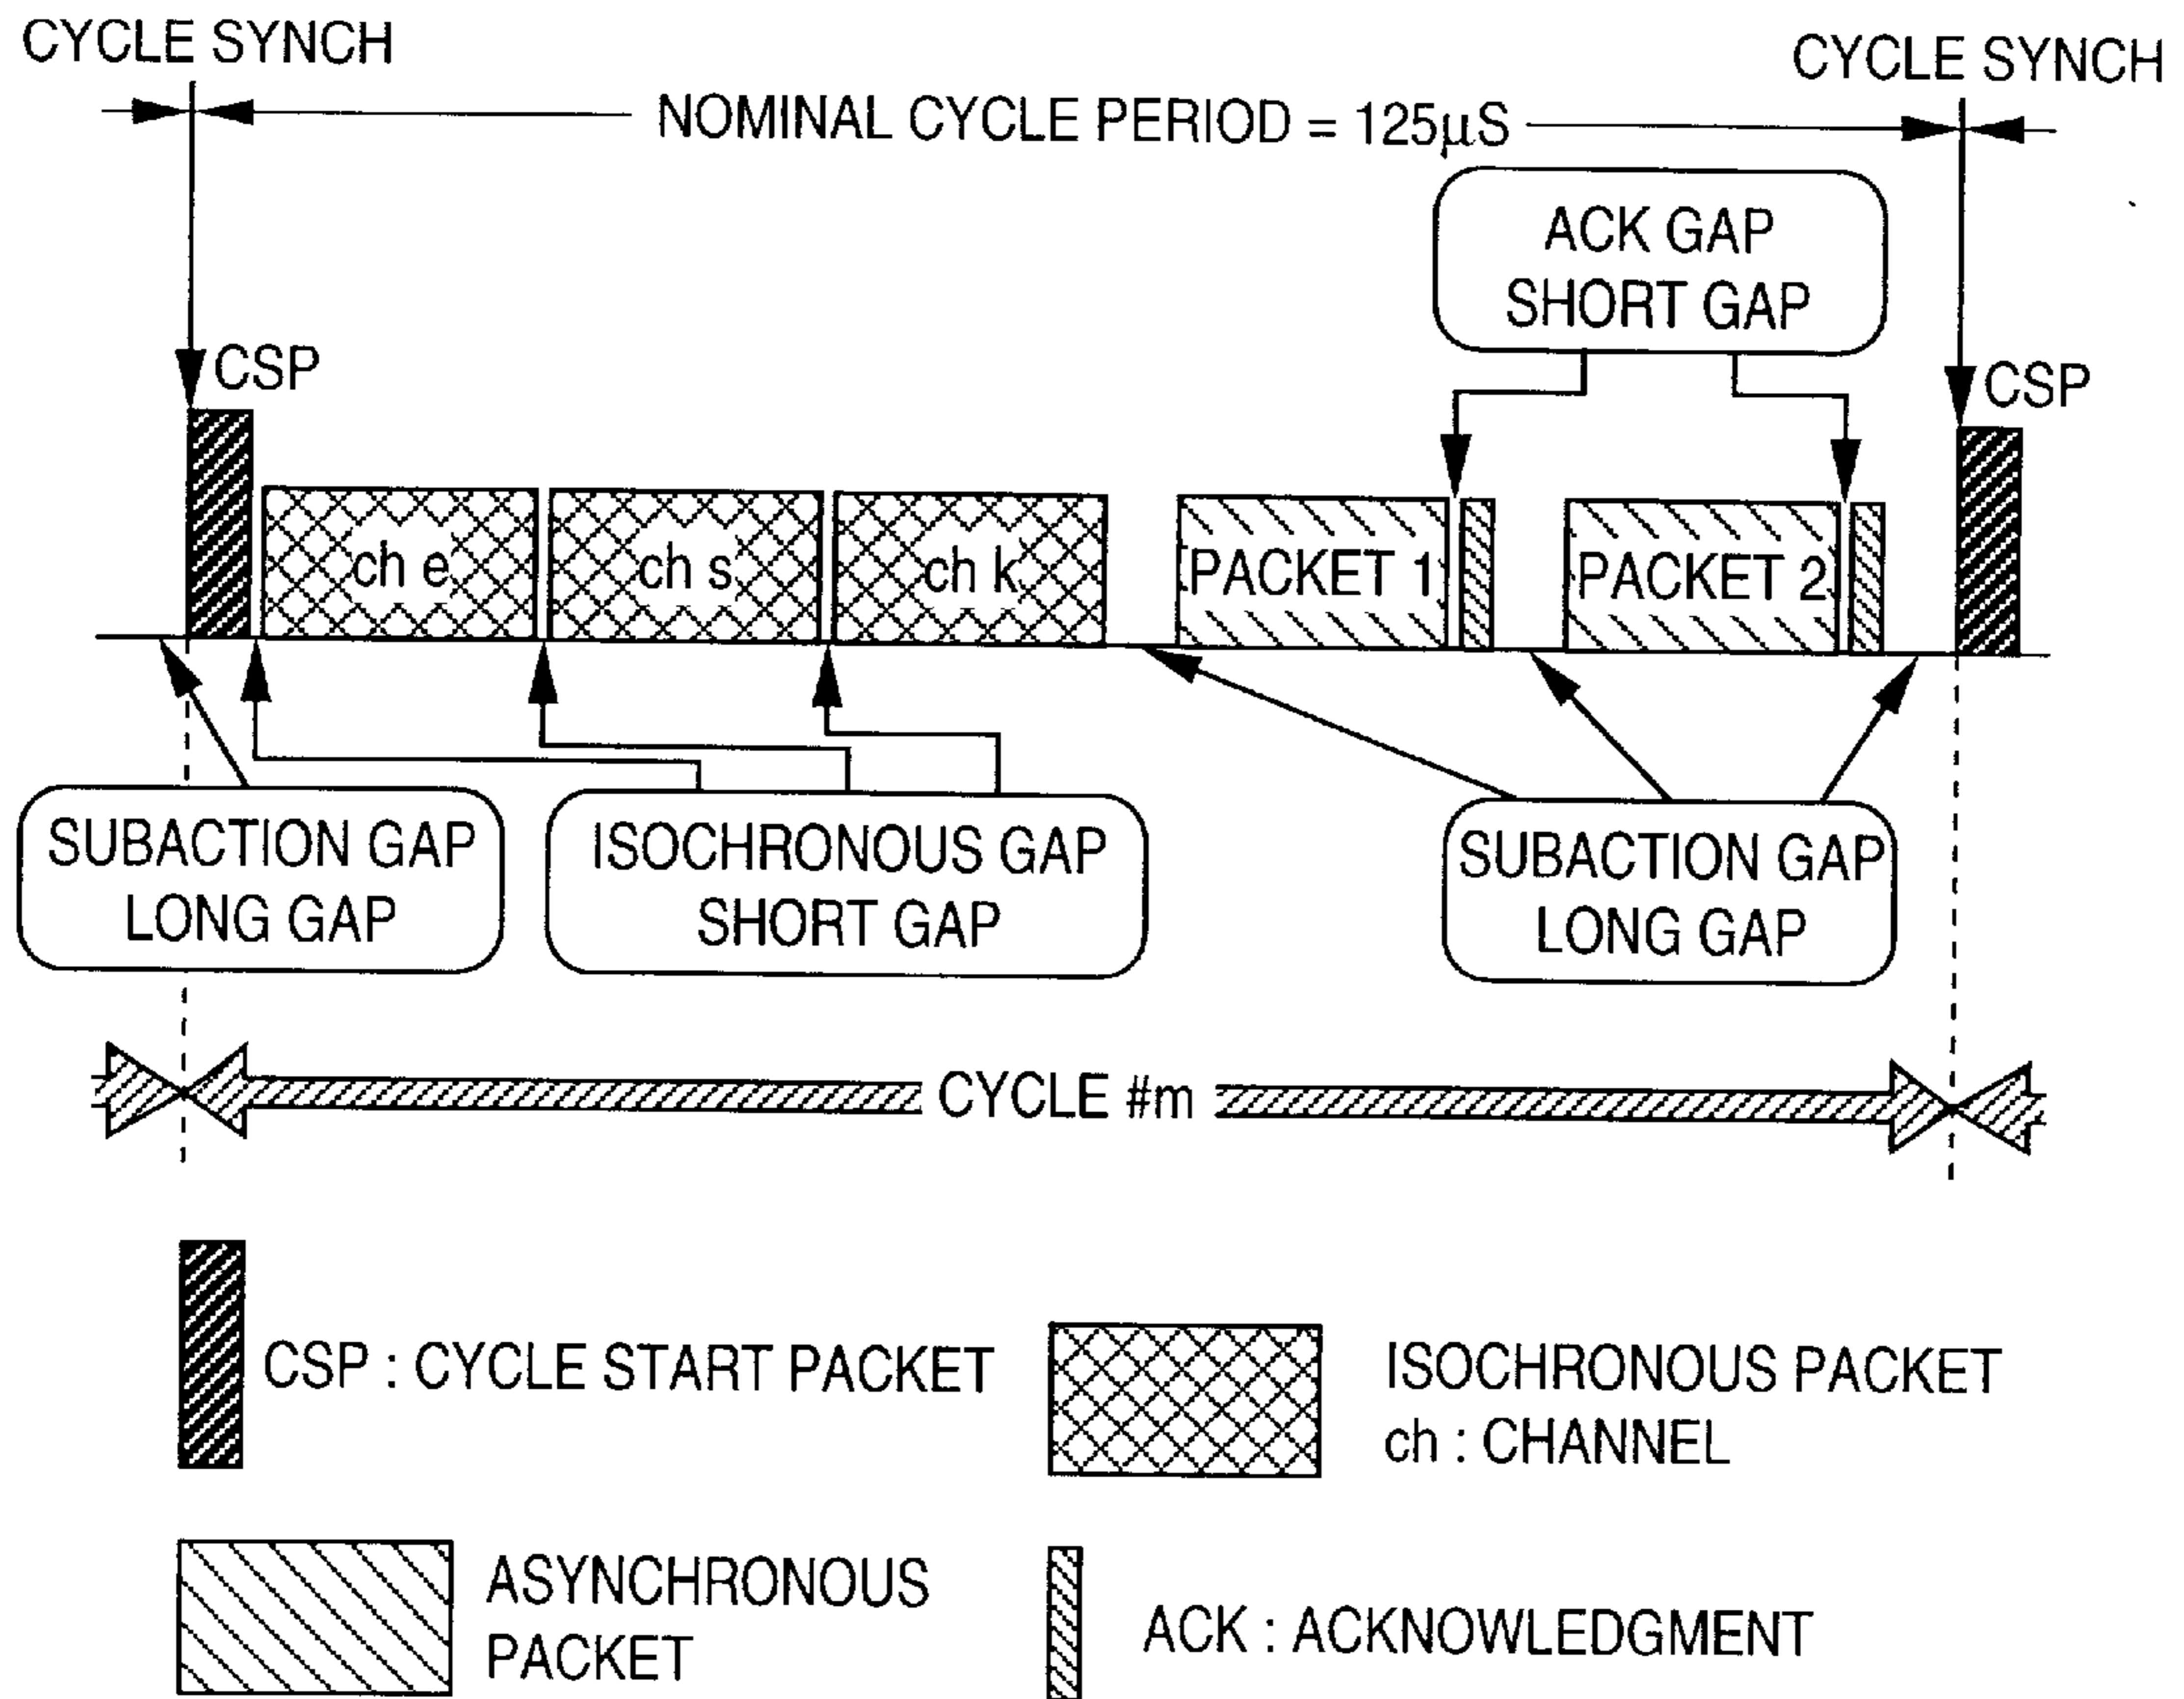 CYCLE SYNCH
CYCLE SYNCH
NOMINAL CYCLE PERIOD = 125µS
ACK GAP
SHORT GAP
CSP
CSP
ch e
ch s
ch k
PACKET 1
PACKET 2
SUBACTION GAP
LONG GAP
ISOCHRONOUS GAP
SHORT GAP
SUBACTION GAP
LONG GAP
CYCLE #m
CSP : CYCLE START PACKET
ISOCHRONOUS PACKET
ch : CHANNEL
ASYNCHRONOUS
PACKET
ACK : ACKNOWLEDGMENT